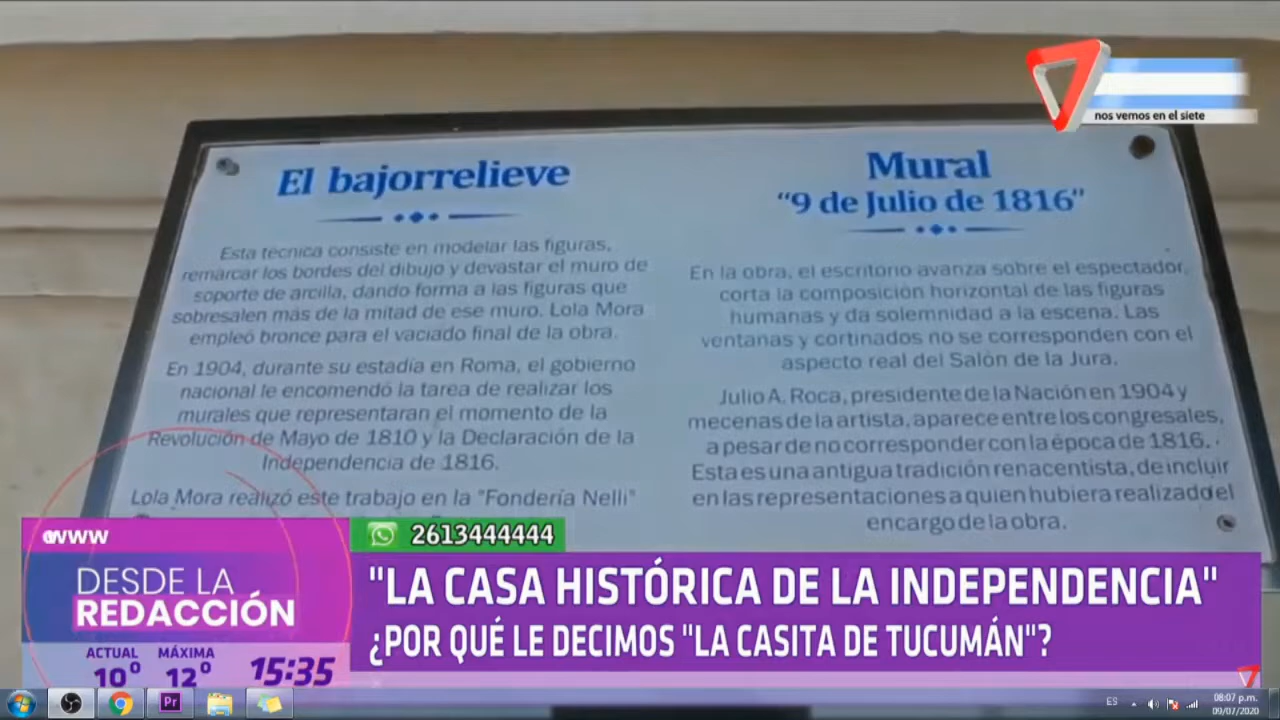 nos vemos en el siete
El bajorrelieve
Esta técnica consiste en modelar las figuras,
remarcar los bordes del dibujo y devastar el muro de
soporte de arcilla, dando forma a las figuras que
sobresalen más de la mitad de ese muro. Lola Mora
empleó bronce para el vaciado final de la obra.
En 1904, durante su estadía en Roma, el gobierno
nacional le encomendó la tarea de realizar los
murales que representaran el momento de la
Revolución de Mayo de 1810 y la Declaración de la
Independencia de 1816.
Lola Mora realizó este trabajo en la "Fondería Nelli"
Mural
"9 de Julio de 1816"
En la obra, el escritorio avanza sobre el espectador,
corta la composición horizontal de las figuras
humanas y da solemnidad a la escena. Las
ventanas y cortinados no se corresponden con el
aspecto real del Salón de la Jura.
Julio A. Roca, presidente de la Nación en 1904 y
mecenas de la artista, aparece entre los congresales,
a pesar de no corresponder con la época de 1816.
Esta es una antigua tradición renacentista, de incluir
en las representaciones a quien hubiera realizado el
encargo de la obra.
2613444444
DESDE LA
REDACCIÓN
"LA CASA HISTÓRICA DE LA INDEPENDENCIA"
¿POR QUÉ LE DECIMOS "LA CASITA DE TUCUMÁN"?
ACTUAL
10°
MÁXIMA
12°
15:35
Pr
ES
08:07 p.m.
09/07/2020